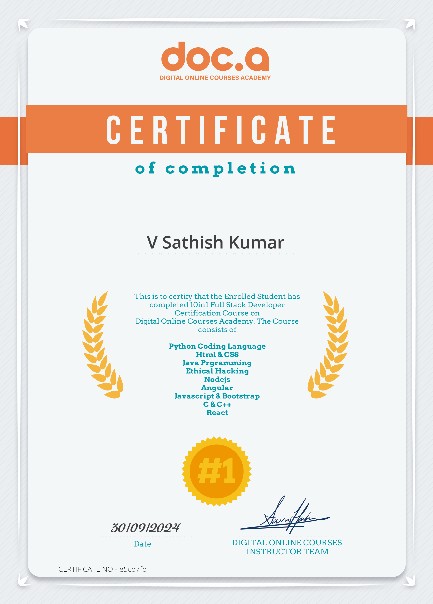 doc.a
DIGITAL ONLINE COURSES ACADEMY
CERTIFICATE
of completion
V Sathish Kumar
This is to certify that the Enrolled Student has
completed 10in1 Full Stack Developer
Certification Course on
Digital Online Courses Academy. The Course
consists of
Python Coding Language
Html & CSS
Java Prgramming
Ethical Hacking
Nodejs
Angular
Javascript & Bootstrap
C & C++
React
#1
30/09/2024
Date
DIGITAL ONLINE COURSES
INSTRUCTOR TEAM
CERTIFICATE NO -